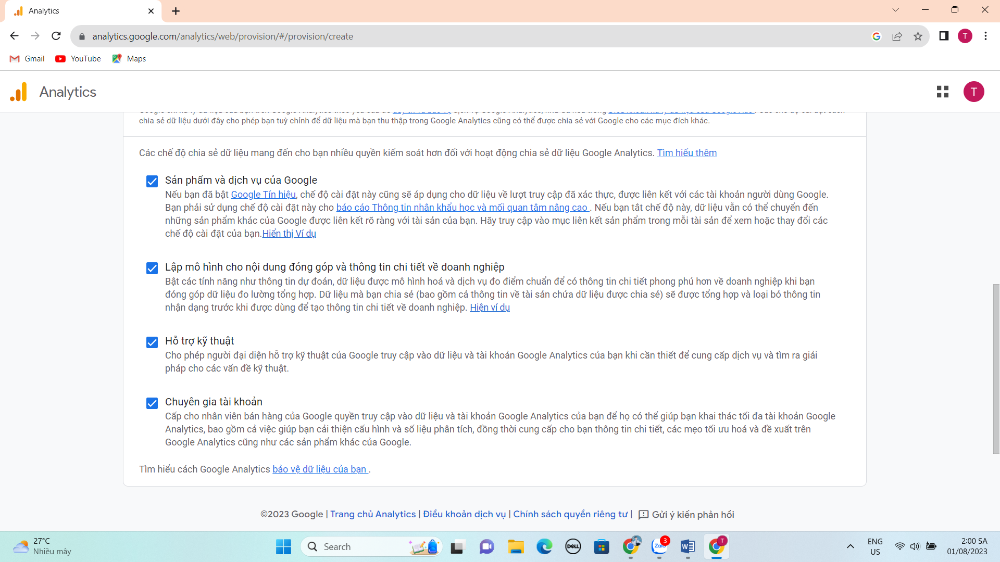 Analytics
analytics.google.com/analytics/web/provision/#/provision/create
T
Gmail
YouTube
Maps
Analytics
T
chia sẻ dữ liệu dưới đây cho phép bạn tuỳ chỉnh để dữ liệu mà bạn thu thập trong Google Analytics cũng có thể được chia sẻ với Google cho các mục đích khác.
Các chế độ chia sẻ dữ liệu mang đến cho bạn nhiều quyền kiểm soát hơn đối với hoạt động chia sẻ dữ liệu Google Analytics. Tìm hiểu thêm
Sản phẩm và dịch vụ của Google
Nếu bạn đã bật Google Tín hiệu, chế độ cài đặt này cũng sẽ áp dụng cho dữ liệu về lượt truy cập đã xác thực, được liên kết với các tài khoản người dùng Google.
Bạn phải sử dụng chế độ cài đặt này cho báo cáo Thông tin nhân khẩu học và mối quan tâm nâng cao . Nếu bạn tắt chế độ này, dữ liệu vẫn có thể chuyển đến
những sản phẩm khác của Google được liên kết rõ ràng với tài sản của bạn. Hãy truy cập vào mục liên kết sản phẩm trong mỗi tài sản để xem hoặc thay đổi các
chế độ cài đặt của bạn.Hiển thị Ví dụ
Lập mô hình cho nội dung đóng góp và thông tin chi tiết về doanh nghiệp
Bật các tính năng như thông tin dự đoán, dữ liệu được mô hình hoá và dịch vụ đo điểm chuẩn để có thông tin chi tiết phong phú hơn về doanh nghiệp khi bạn
đóng góp dữ liệu đo lường tổng hợp. Dữ liệu mà bạn chia sẻ (bao gồm cả thông tin về tài sản chứa dữ liệu được chia sẻ) sẽ được tổng hợp và loại bỏ thông tin
nhận dạng trước khi được dùng để tạo thông tin chi tiết về doanh nghiệp. Hiện ví dụ
Hỗ trợ kỹ thuật
Cho phép người đại diện hỗ trợ kỹ thuật của Google truy cập vào dữ liệu và tài khoản Google Analytics của bạn khi cần thiết để cung cấp dịch vụ và tìm ra giải
pháp cho các vấn đề kỹ thuật.
Chuyên gia tài khoản
Cấp cho nhân viên bán hàng của Google quyền truy cập vào dữ liệu và tài khoản Google Analytics của bạn để họ có thể giúp bạn khai thác tối đa tài khoản Google
Analytics, bao gồm cả việc giúp bạn cải thiện cấu hình và số liệu phân tích, đồng thời cung cấp cho bạn thông tin chi tiết, các mẹo tối ưu hoá và đề xuất trên
Google Analytics cũng như các sản phẩm khác của Google.
Tìm hiểu cách Google Analytics bảo vệ dữ liệu của bạn .
©2023 Google | Trang chủ Analytics | Điều khoản dịch vụ | Chính sách quyền riêng tư | Gửi ý kiến phản hồi
27°C
Nhiều mây
Search
DELL
Zalo
3
W
T
ENG
US
2:00 SA
01/08/2023